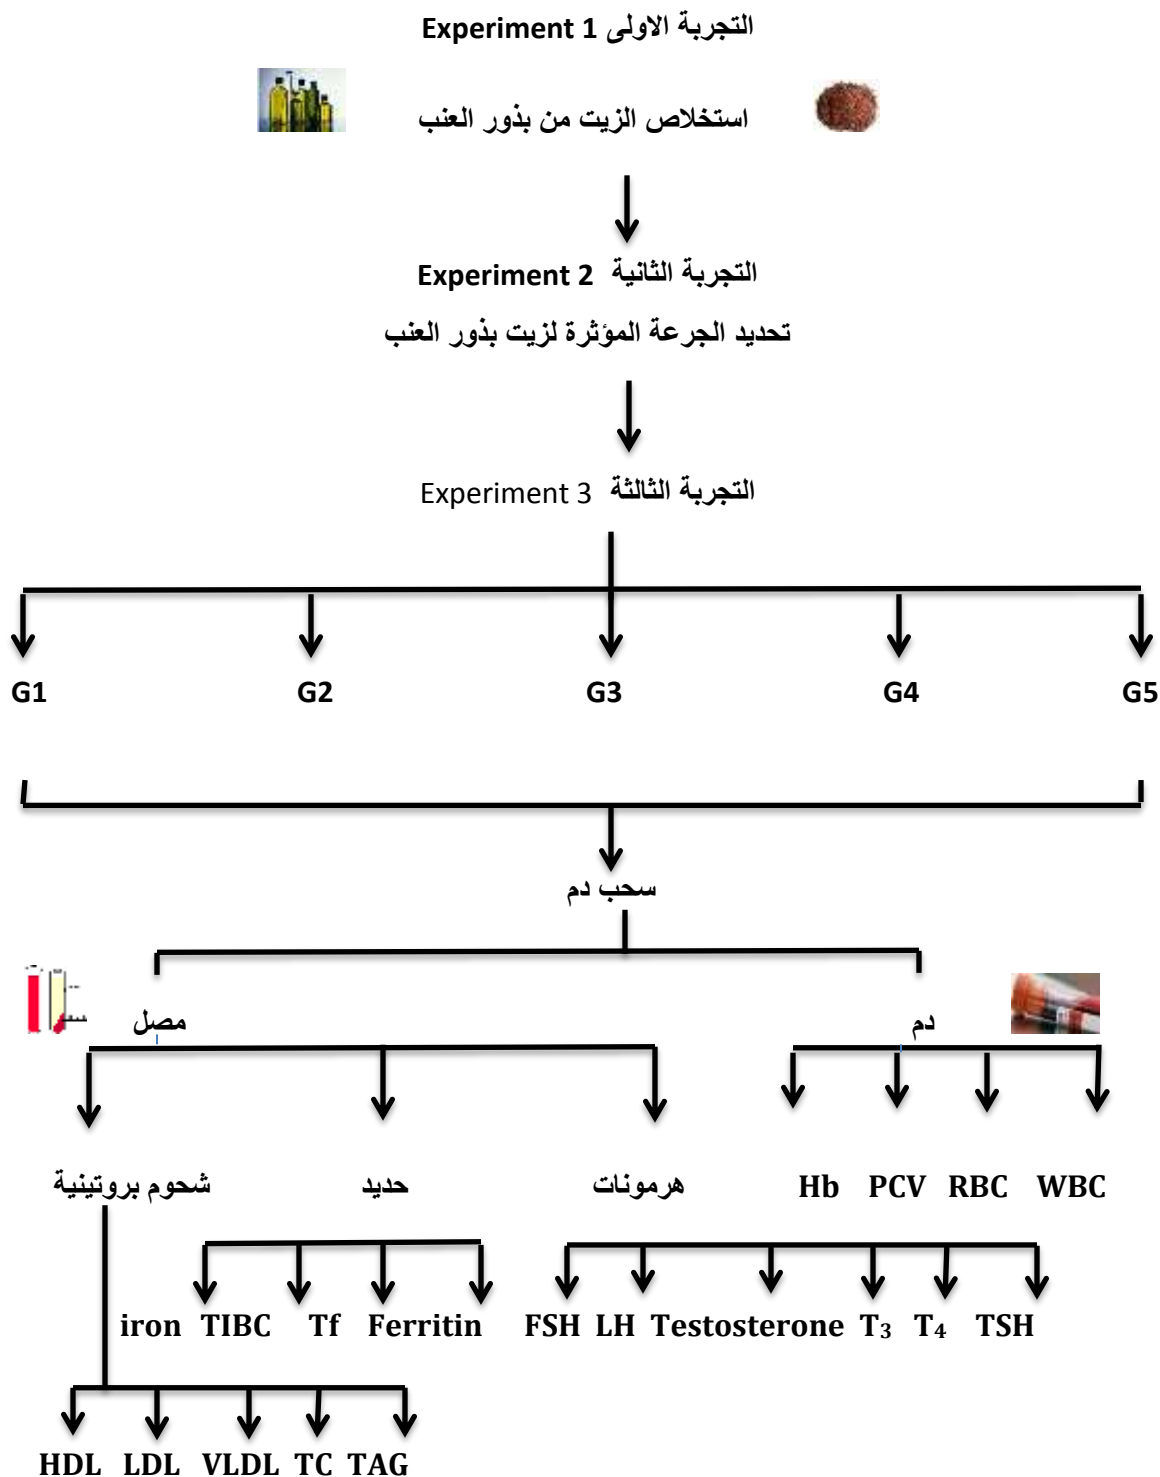 التجربة الاولى Experiment 1
استخلاص الزيت من بذور العنب
التجربة الثانية Experiment 2
تحديد الجرعة المؤثرة لزيت بذور العنب
التجربة الثالثة Experiment 3
G1 G2 G3 G4 G5
سحب دم
مصل دم
شحوم بروتينية حديد هرمونات Hb PCV RBC WBC
iron TIBC Tf Ferritin FSH LH Testosterone T₃ T₄ TSH
HDL LDL VLDL TC TAG